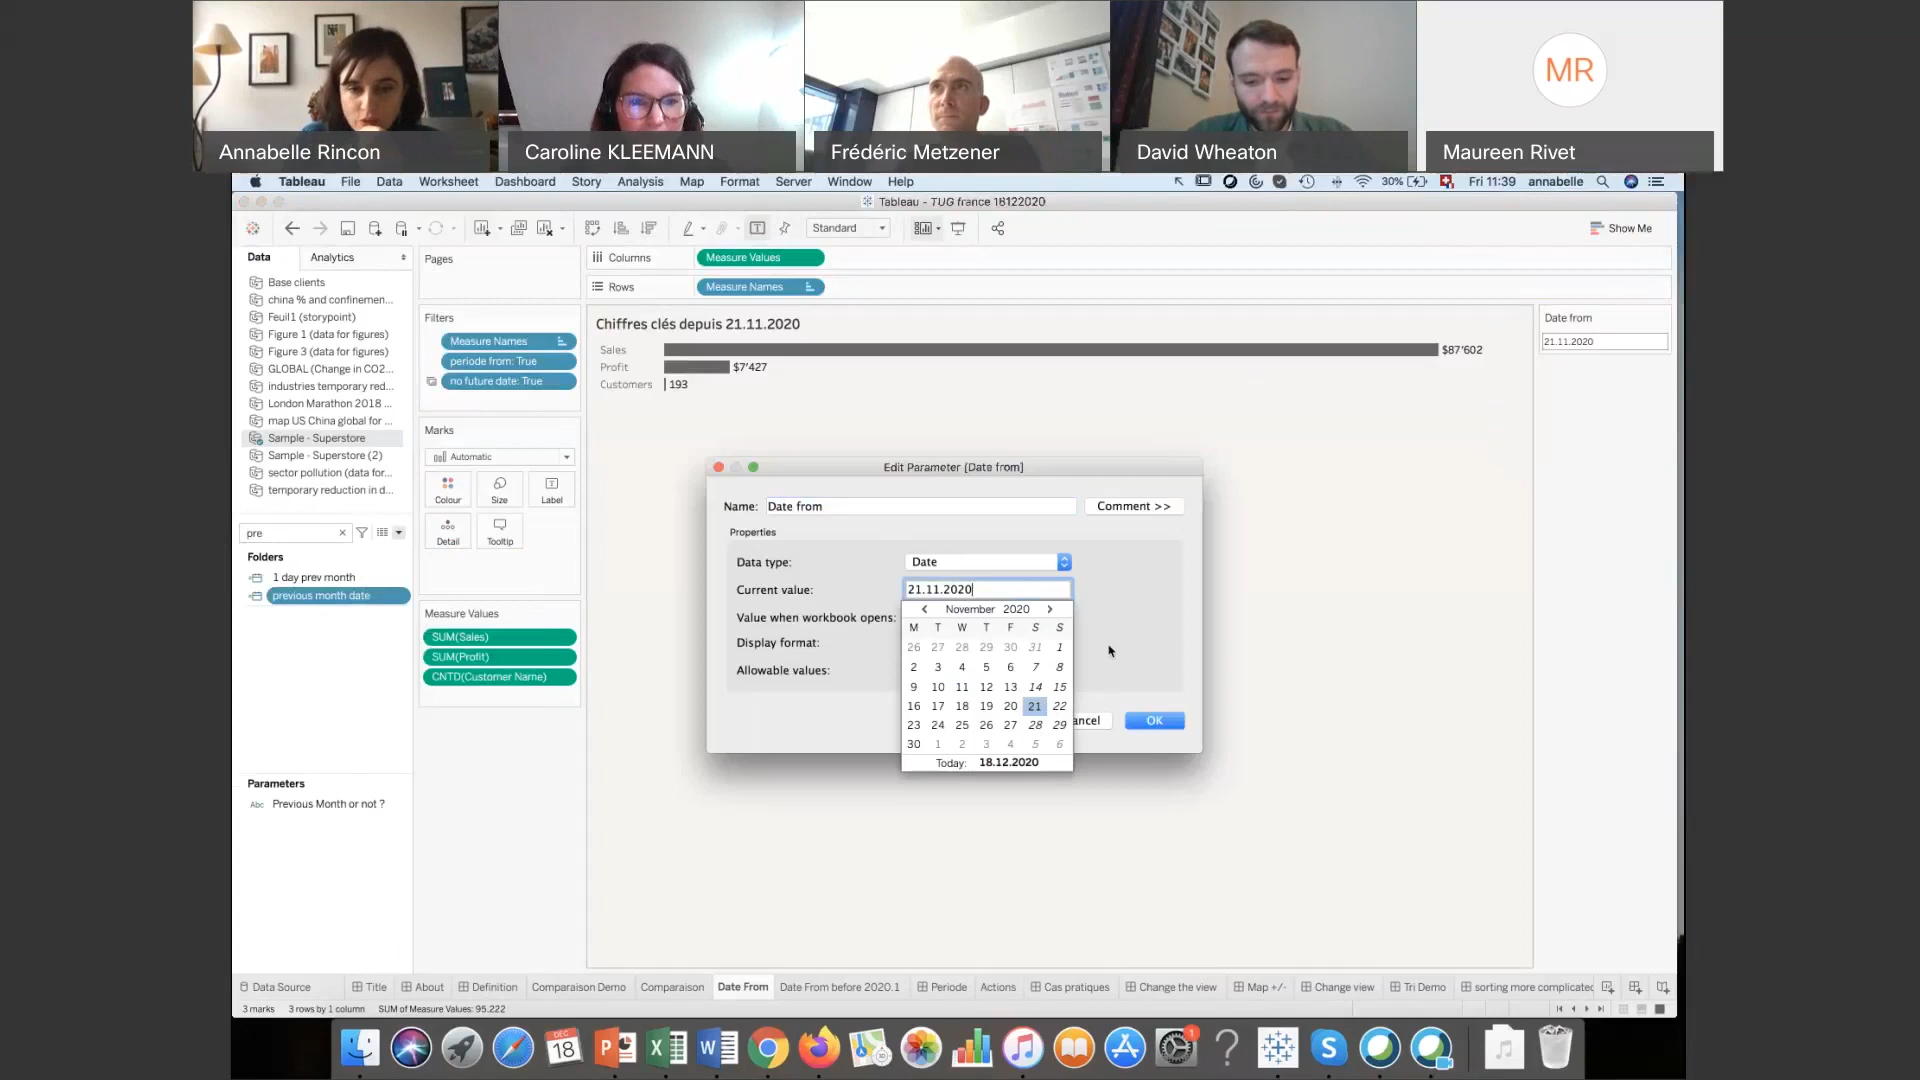 Annabelle Rincon
Caroline KLEEMANN
Frédéric Metzener
David Wheaton
MR
Maureen Rivet
Tableau File Data Worksheet Dashboard Story Analysis Map Format Server Window Help
30% Fri 11:39 annabelle
Tableau - TUG france 18122020
Standard
Show Me
Data
Analytics
Base clients
china % and confinemen...
Feuil1 (storypoint)
Figure 1 (data for figures)
Figure 3 (data for figures)
GLOBAL (Change in CO2...
industries temporary red...
London Marathon 2018 ...
map US China global for ...
Sample - Superstore
Sample - Superstore (2)
sector pollution (data for...
temporary reduction in d...
pre
Folders
1 day prev month
previous month date
Parameters
Abc Previous Month or not ?
Pages
Filters
Measure Names
periode from: True
no future date: True
Marks
Automatic
Colour
Size
Label
Detail
Tooltip
Measure Values
SUM(Sales)
SUM(Profit)
CNTD(Customer Name)
Columns
Measure Values
Rows
Measure Names
Chiffres clés depuis 21.11.2020
Sales $87'602
Profit $7'427
Customers 193
Date from
21.11.2020
Edit Parameter [Date from]
Name: Date from
Comment >>
Properties
Data type: Date
Current value: 21.11.2020
Value when workbook opens:
Display format:
Allowable values:
November 2020
M T W T F S S
26 27 28 29 30 31 1
2 3 4 5 6 7 8
9 10 11 12 13 14 15
16 17 18 19 20 21 22
23 24 25 26 27 28 29
30 1 2 3 4 5 6
Today: 18.12.2020
ancel
OK
Data Source Title About Definition Comparaison Demo Comparison Date From Date From before 2020.1 Periode Actions Cas pratiques Change the view Map +/- Change view Tri Demo sorting more complicated
3 marks 3 rows by 1 column SUM of Measure Values: 95.222
DEC
18
P
X
W
3D
1
?
S